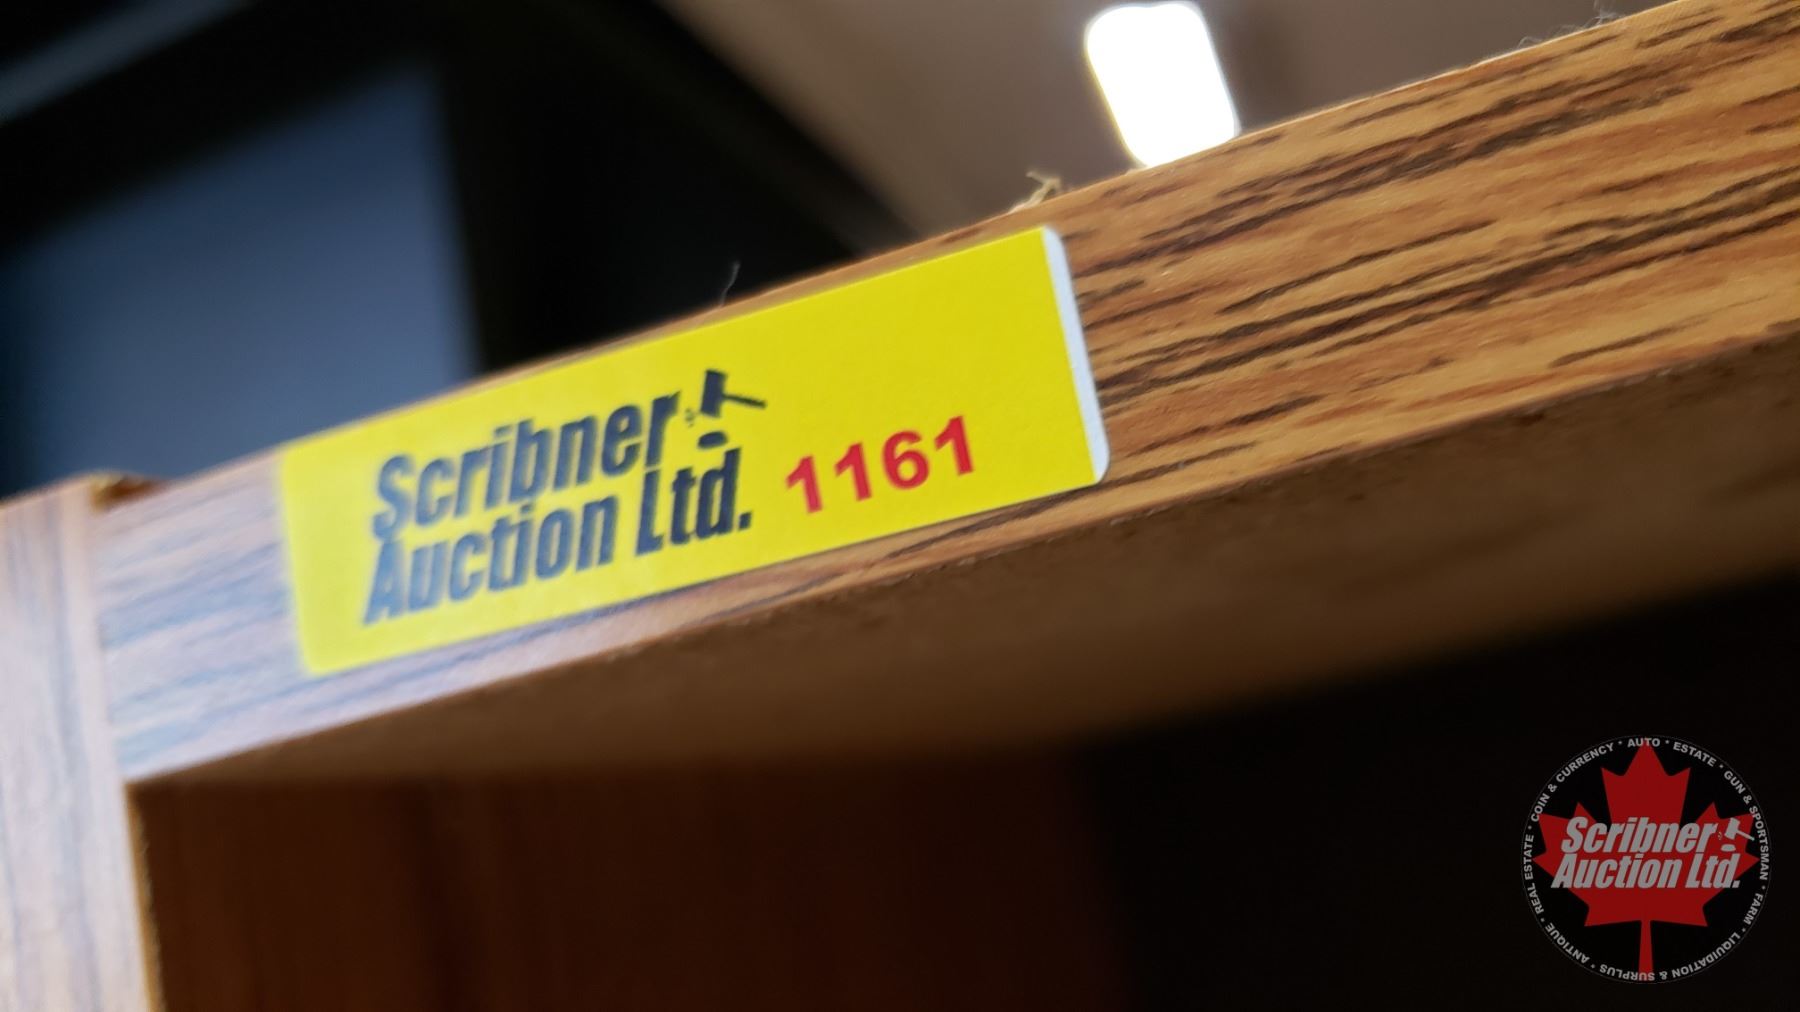 Scribner
Auction Ltd. 1161
COIN & CURRENCY * AUTO * ESTATE * GUN & SPORTSMAN * FARM * LIQUIDATION & SURPLUS * ANTIQUE * REAL ESTATE *
Scribner
Auction Ltd.